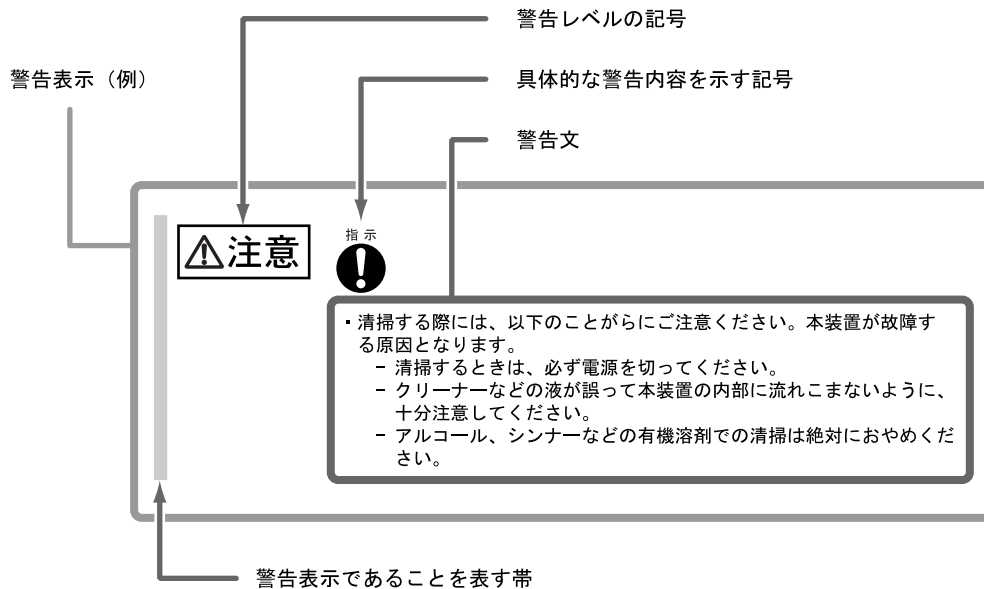 警告レベルの記号
警告表示（例）
具体的な警告内容を示す記号
警告文
注意
指示
・清掃する際には、以下のことがらにご注意ください。本装置が故障す
る原因となります。
－ 清掃するときは、必ず電源を切ってください。
－ クリーナーなどの液が誤って本装置の内部に流れこまないように、
十分注意してください。
－ アルコール、シンナーなどの有機溶剤での清掃は絶対におやめくだ
さい。
警告表示であることを表す帯